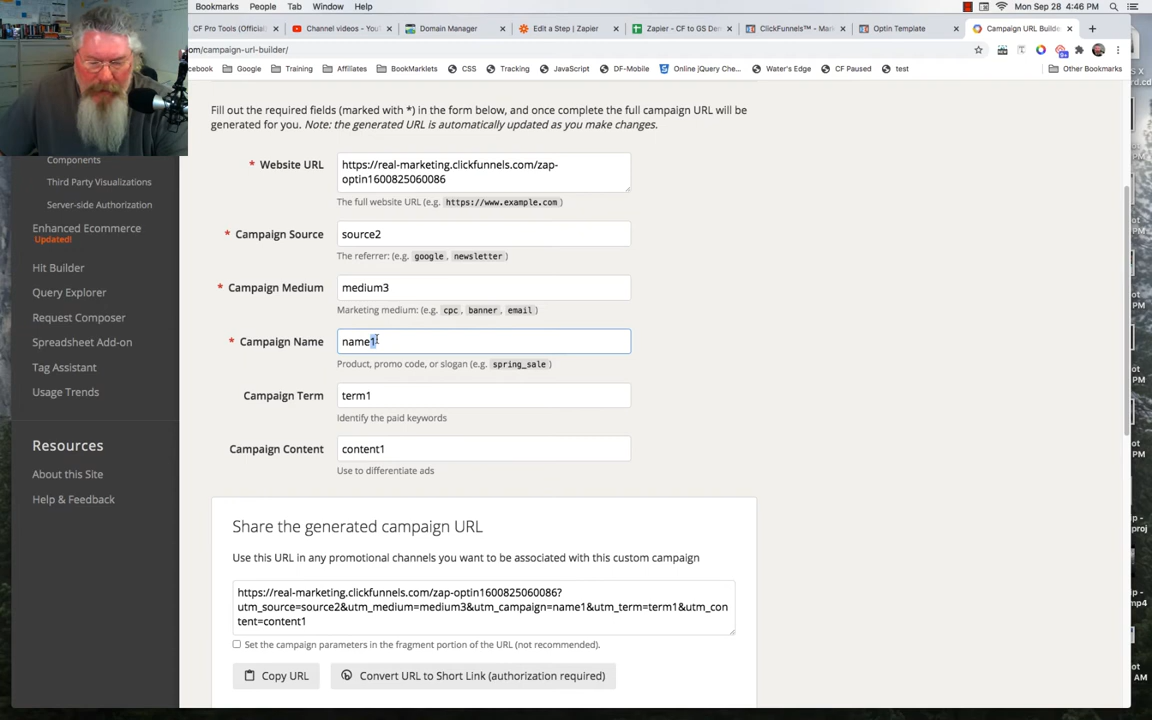 Bookmarks People Tab Window Help Mon Sep 28 4:46 PM
CF Pro Tools (Official) Channel videos - You Domain Manager Edit a Step | Zapier Zapier - CF to GS Dem ClickFunnels™ - Mark Optin Template Campaign URL Builde
om/campaign-url-builder/
cebook Google Training Affiliates BookMarklets CSS Tracking JavaScript DF-Mobile Online jQuery Che... Water's Edge CF Paused test Other Bookmarks
Fill out the required fields (marked with *) in the form below, and once complete the full campaign URL will be
generated for you. Note: the generated URL is automatically updated as you make changes.
Components
Third Party Visualizations
Server-side Authorization
Enhanced Ecommerce
Updated!
Hit Builder
Query Explorer
Request Composer
Spreadsheet Add-on
Tag Assistant
Usage Trends
Resources
About this Site
Help & Feedback
* Website URL
https://real-marketing.clickfunnels.com/zap-
optin1600825060086
The full website URL (e.g. https://www.example.com )
* Campaign Source source2
The referrer: (e.g. google , newsletter )
* Campaign Medium medium3
Marketing medium: (e.g. cpc , banner , email )
* Campaign Name name1
Product, promo code, or slogan (e.g. spring_sale )
Campaign Term term1
Identify the paid keywords
Campaign Content content1
Use to differentiate ads
Share the generated campaign URL
Use this URL in any promotional channels you want to be associated with this custom campaign
https://real-marketing.clickfunnels.com/zap-optin1600825060086?
utm_source=source2&utm_medium=medium3&utm_campaign=name1&utm_term=term1&utm_con
tent=content1
Set the campaign parameters in the fragment portion of the URL (not recommended).
Copy URL Convert URL to Short Link (authorization required)